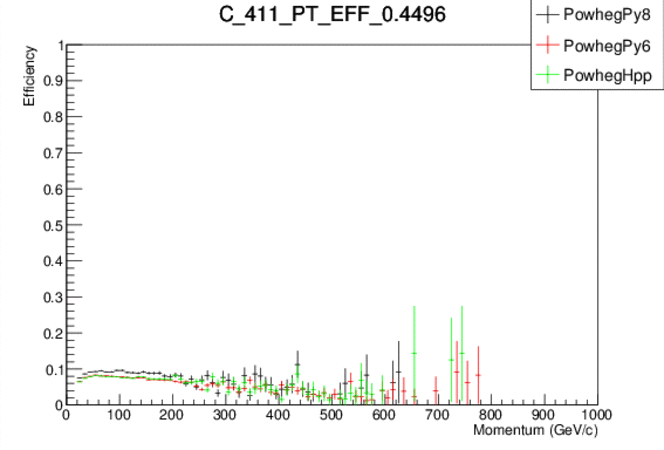 C_411_PT_EFF_0.4496
PowhegPy8
PowhegPy6
PowhegHpp
Efficiency
1
0.9
0.8
0.7
0.6
0.5
0.4
0.3
0.2
0.1
0
0 100 200 300 400 500 600 700 800 900 1000
Momentum (GeV/c)